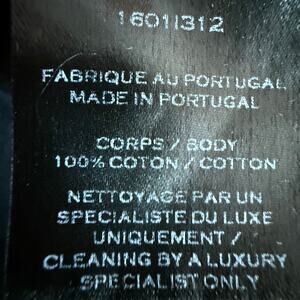 1601I312
FABRIQUE AU PORTUGAL
MADE IN PORTUGAL
CORPS / BODY
100% COTON / COTTON
NETTOYAGE PAR UN
SPECIALISTE DU LUXE
UNIQUEMENT /
CLEANING BY A LUXURY
SPECIALIST ONLY